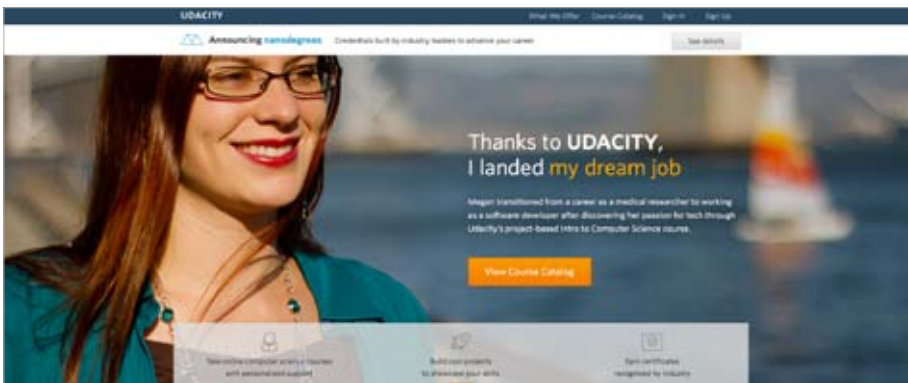 UDACITY
What We Offer Course Catalog Sign In Sign Up
Announcing nanodegrees Credentials built by industry leaders to advance your career
See details
Thanks to UDACITY,
I landed my dream job
Megan transitioned from a career as a medical researcher to working
as a software developer after discovering her passion for tech through
Udacity's project-based Intro to Computer Science course.
View Course Catalog
Take online computer science courses
with personalized support
Build cool projects
to showcase your skills
Earn certificates
recognized by industry